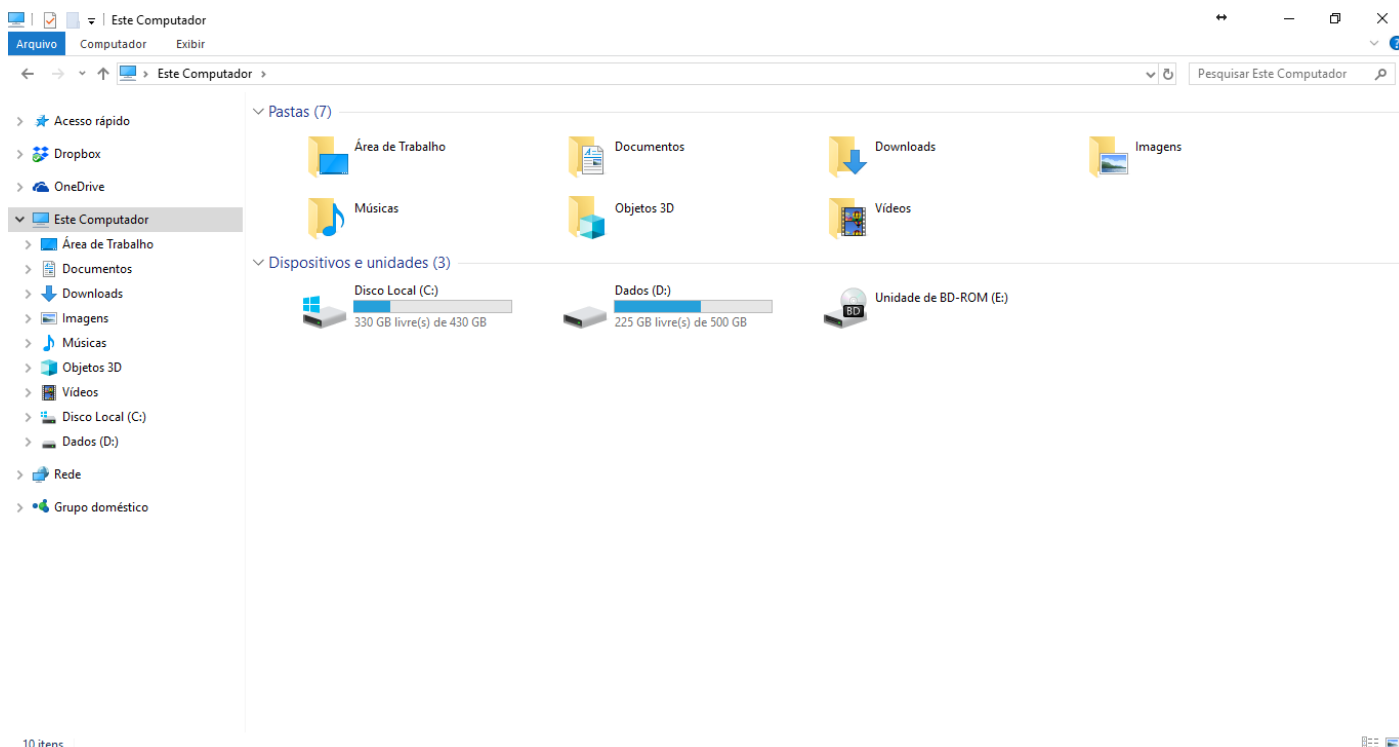 Este Computador
Arquivo Computador Exibir
Este Computador
Pesquisar Este Computador
Acesso rápido
Dropbox
OneDrive
Este Computador
Área de Trabalho
Documentos
Downloads
Imagens
Músicas
Objetos 3D
Vídeos
Disco Local (C:)
Dados (D:)
Rede
Grupo doméstico
Pastas (7)
Área de Trabalho
Documentos
Downloads
Imagens
Músicas
Objetos 3D
Vídeos
Dispositivos e unidades (3)
Disco Local (C:)
330 GB livre(s) de 430 GB
Dados (D:)
225 GB livre(s) de 500 GB
BD
Unidade de BD-ROM (E:)
10 itens